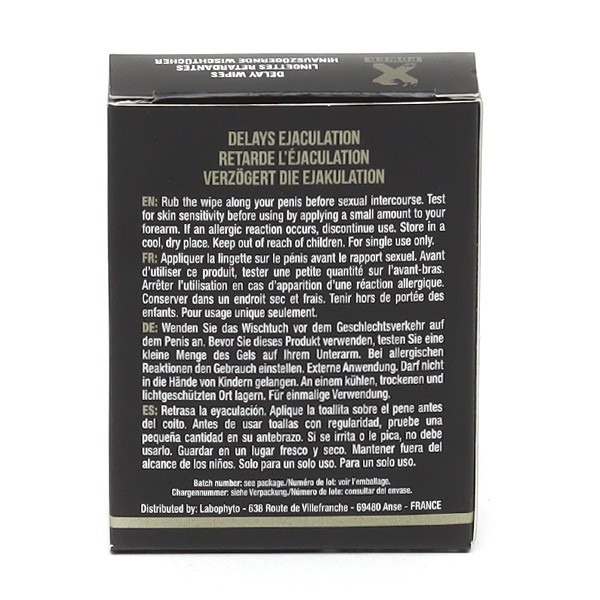 DELAY WIPES
LINGETTES RETARDANTES
HINAUSZÖGERNDE WISCHTÜCHER
X
POWER
DELAYS EJACULATION
RETARDE L'ÉJACULATION
VERZÖGERT DIE EJAKULATION
EN: Rub the wipe along your penis before sexual intercourse. Test
for skin sensitivity before using by applying a small amount to your
forearm. If an allergic reaction occurs, discontinue use. Store in a
cool, dry place. Keep out of reach of children. For single use only.
FR: Appliquer la lingette sur le pénis avant le rapport sexuel. Avant
d'utiliser ce produit, tester une petite quantité sur l'avant-bras.
Arrêter l'utilisation en cas d'apparition d'une réaction allergique.
Conserver dans un endroit sec et frais. Tenir hors de portée des
enfants. Pour usage unique seulement.
DE: Wenden Sie das Wischtuch vor dem Geschlechtsverkehr auf
dem Penis an. Bevor Sie dieses Produkt verwenden, testen Sie eine
kleine Menge des Gels auf Ihrem Unterarm. Bei allergischen
Reaktionen den Gebrauch einstellen. Externe Anwendung. Darf nicht
in die Hände von Kindern gelangen. An einem kühlen, trockenen und
lichtgeschützten Ort lagern. Für einmalige Verwendung.
ES: Retrasa la eyaculación. Aplique la toallita sobre el pene antes
del coito. Antes de usar toallas con regularidad, pruebe una
pequeña cantidad en su antebrazo. Si se irrita o le pica, no debe
usarlo. Guardar en un lugar fresco y seco. Mantener fuera del
alcance de los niños. Solo para un solo uso. Para un solo uso.
Batch number: see package./Numéro de lot: voir l'emballage.
Chargennummer: siehe Verpackung./Número de lote: consultar del envase.
Distributed by: Labophyto - 638 Route de Villefranche - 69480 Anse - FRANCE